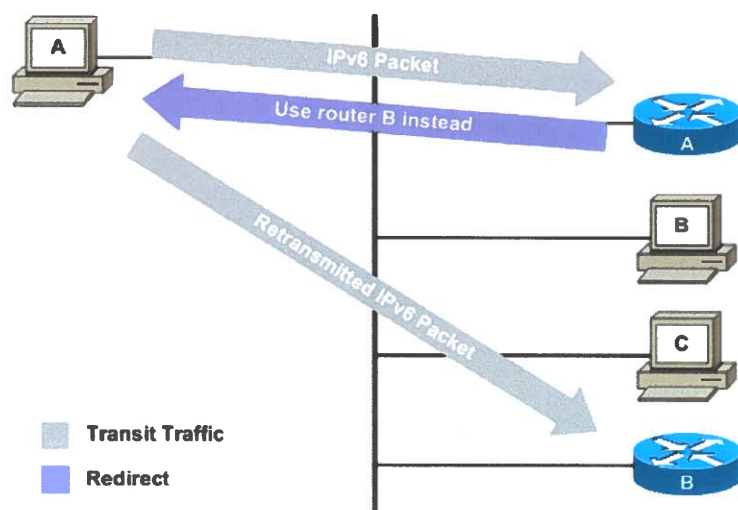 A
IPv6 Packet
Use router B instead
A
B
Retransmitted IPv6 Packet
C
Transit Traffic
Redirect
B